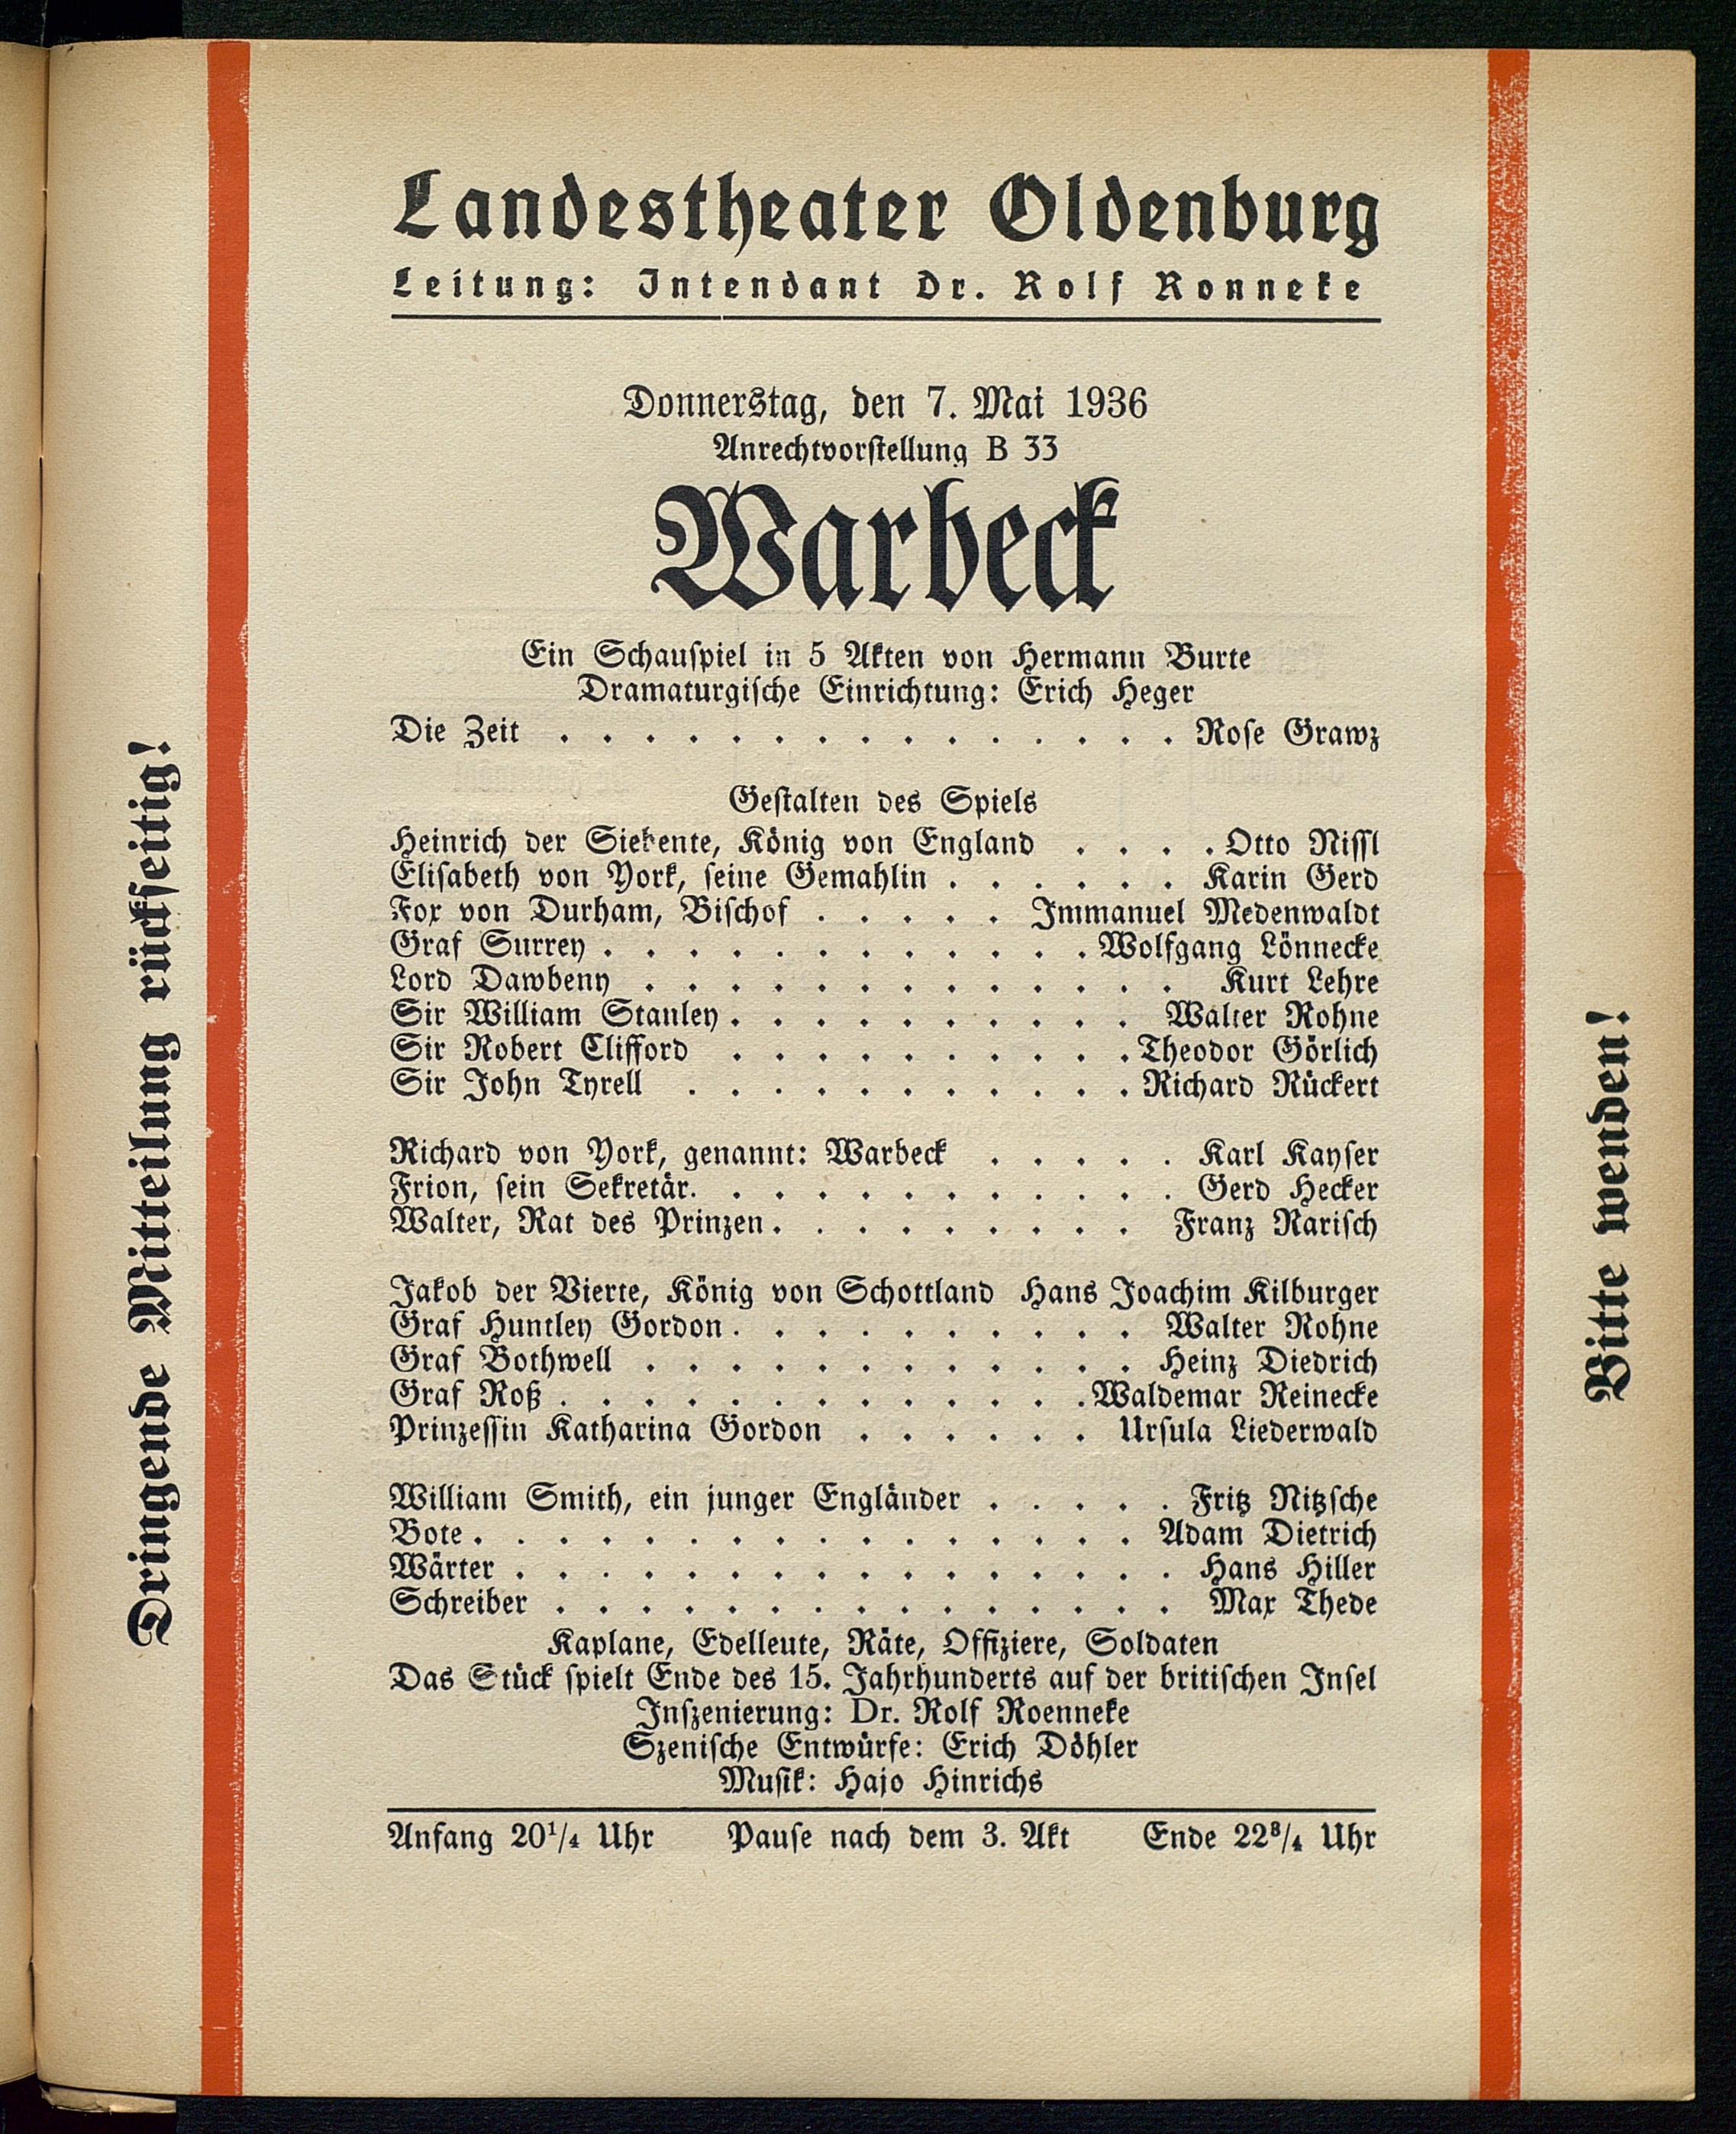 Landestheater Oldenburg
Leitung: Intendant Dr. Rolf Ronneke
Donnerstag, den 7. Mai 1936
Anrechtvorstellung B 33
Warbeck
Ein Schauspiel in 5 Akten von Hermann Burte
Dramaturgische Einrichtung: Erich Heger
Die Zeit . . . . . . . . . . . . . . . Rose Grawz
Gestalten des Spiels
Heinrich der Siebente, König von England . . . . Otto Nissl
Elisabeth von York, seine Gemahlin . . . . . . Karin Gerd
Fox von Durham, Bischof . . . . . Immanuel Medenwaldt
Graf Surrey . . . . . . . . . . . . Wolfgang Lönnecke
Lord Dawbeny . . . . . . . . . . . . . Kurt Lehre
Sir William Stanley . . . . . . . . . . Walter Rohne
Sir Robert Clifford . . . . . . . . . . Theodor Görlich
Sir John Tyrell . . . . . . . . . . . Richard Rückert
Richard von York, genannt: Warbeck . . . . . Karl Kayser
Frion, sein Sekretär. . . . . . . . . . . . Gerd Hecker
Walter, Rat des Prinzen . . . . . . . . . Franz Narisch
Jakob der Vierte, König von Schottland Hans Joachim Kilburger
Graf Huntley Gordon . . . . . . . . . . Walter Rohne
Graf Bothwell . . . . . . . . . . . . Heinz Diedrich
Graf Roß . . . . . . . . . . . . . Waldemar Reinecke
Prinzessin Katharina Gordon . . . . . . Ursula Liederwald
William Smith, ein junger Engländer . . . . . Fritz Nitzsche
Bote . . . . . . . . . . . . . . . . Adam Dietrich
Wärter . . . . . . . . . . . . . . . . Hans Hiller
Schreiber . . . . . . . . . . . . . . . Max Thede
Kaplane, Edelleute, Räte, Offiziere, Soldaten
Das Stück spielt Ende des 15. Jahrhunderts auf der britischen Insel
Inszenierung: Dr. Rolf Roenneke
Szenische Entwürfe: Erich Döhler
Musik: Hajo Hinrichs
Anfang 20¹/₄ Uhr Pause nach dem 3. Akt Ende 22³/₄ Uhr
Dringende Mitteilung rückseitig!
Bitte wenden!